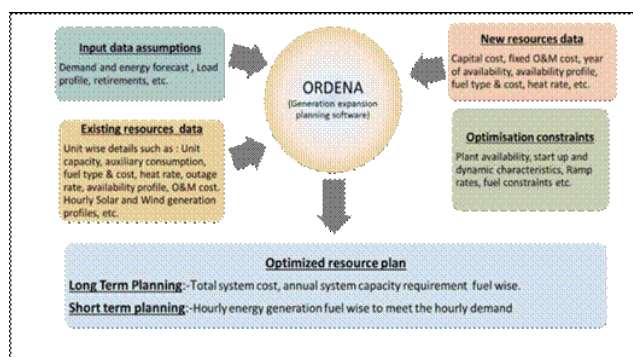 Input data assumptions
Demand and energy forecast , Load
profile, retirements, etc.
Existing resources data
Unit wise details such as : Unit
capacity, auxiliary consumption,
fuel type & cost, heat rate, outage
rate, availability profile, O&M cost.
Hourly Solar and Wind generation
profiles, etc.
ORDENA
(Generation expansion
planning software)
New resources data
Capital cost, fixed O&M cost, year
of availability, availability profile,
fuel type & cost, heat rate, etc.
Optimisation constraints
Plant availability, start up and
dynamic characteristics, Ramp
rates, fuel constraints etc.
Optimized resource plan
Long Term Planning:-Total system cost, annual system capacity requirement fuel wise.
Short term planning:-Hourly energy generation fuel wise to meet the hourly demand